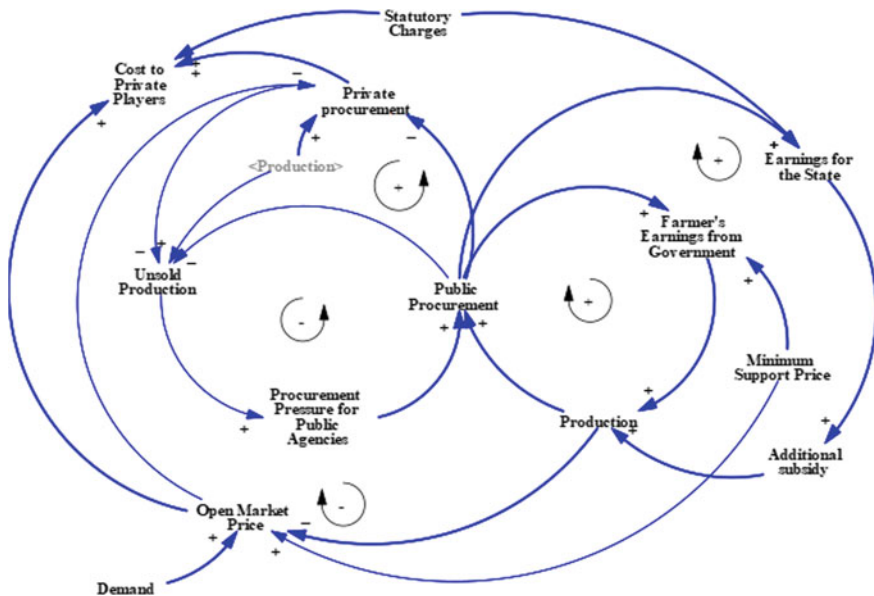 Statutory
Charges
Cost to
Private
Players
+
+
+
-
Private
procurement
+
-
<Production>
+
+
+
Earnings for
the State
Farmer's
Earnings from
Government
+
+
-
+
-
Unsold
Production
Public
Procurement
+
+
-
+
Minimum
Support Price
Procurement
Pressure for
Public
Agencies
+
Production
+
+
+
Additional
subsidy
Open Market
Price
-
-
+
+
Demand